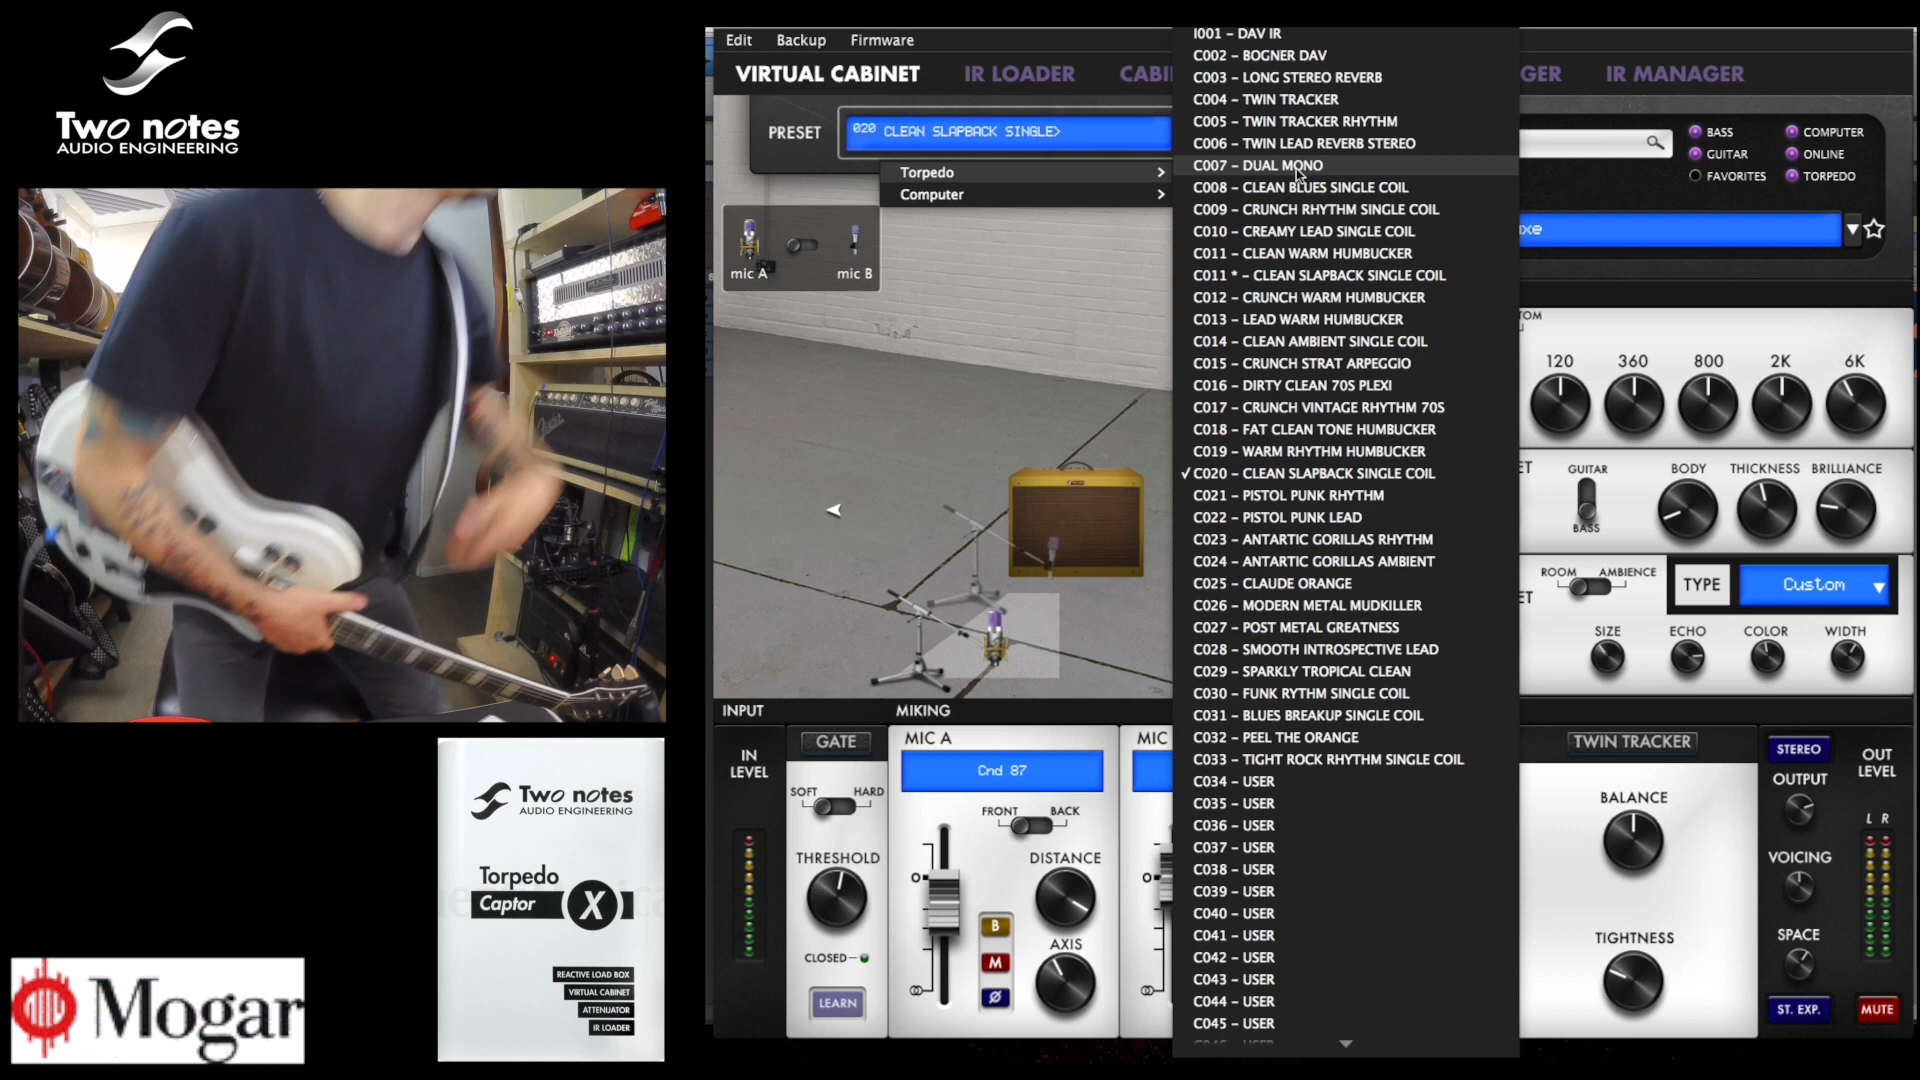 Two notes
AUDIO ENGINEERING
Edit Backup Firmware
VIRTUAL CABINET IR LOADER CABI
GER IR MANAGER
PRESET
020 CLEAN SLAPBACK SINGLE>
Torpedo
Computer
mic A
mic B
I001 – DAV IR
C002 – BOGNER DAV
C003 – LONG STEREO REVERB
C004 – TWIN TRACKER
C005 – TWIN TRACKER RHYTHM
C006 – TWIN LEAD REVERB STEREO
C007 – DUAL MONO
C008 – CLEAN BLUES SINGLE COIL
C009 – CRUNCH RHYTHM SINGLE COIL
C010 – CREAMY LEAD SINGLE COIL
C011 – CLEAN WARM HUMBUCKER
C011 * – CLEAN SLAPBACK SINGLE COIL
C012 – CRUNCH WARM HUMBUCKER
C013 – LEAD WARM HUMBUCKER
C014 – CLEAN AMBIENT SINGLE COIL
C015 – CRUNCH STRAT ARPEGGIO
C016 – DIRTY CLEAN 70S PLEXI
C017 – CRUNCH VINTAGE RHYTHM 70S
C018 – FAT CLEAN TONE HUMBUCKER
C019 – WARM RHYTHM HUMBUCKER
✓ C020 – CLEAN SLAPBACK SINGLE COIL
C021 – PISTOL PUNK RHYTHM
C022 – PISTOL PUNK LEAD
C023 – ANTARTIC GORILLAS RHYTHM
C024 – ANTARTIC GORILLAS AMBIENT
C025 – CLAUDE ORANGE
C026 – MODERN METAL MUDKILLER
C027 – POST METAL GREATNESS
C028 – SMOOTH INTROSPECTIVE LEAD
C029 – SPARKLY TROPICAL CLEAN
C030 – FUNK RYTHM SINGLE COIL
C031 – BLUES BREAKUP SINGLE COIL
C032 – PEEL THE ORANGE
C033 – TIGHT ROCK RHYTHM SINGLE COIL
C034 – USER
C035 – USER
C036 – USER
C037 – USER
C038 – USER
C039 – USER
C040 – USER
C041 – USER
C042 – USER
C043 – USER
C044 – USER
C045 – USER
BASS COMPUTER
GUITAR ONLINE
FAVORITES TORPEDO
xe
TOM
120 360 800 2K 6K
ET
GUITAR
BASS
BODY THICKNESS BRILLIANCE
ET
ROOM AMBIENCE
TYPE Custom
SIZE ECHO COLOR WIDTH
INPUT MIKING
IN
LEVEL
GATE
SOFT HARD
THRESHOLD
CLOSED
LEARN
MIC A
Cnd 87
FRONT BACK
0
DISTANCE
B
AXIS
M
Ø
MIC
0
TWIN TRACKER
BALANCE
TIGHTNESS
STEREO
OUTPUT
VOICING
SPACE
ST. EXP.
OUT
LEVEL
L R
MUTE
Fender
Two notes
AUDIO ENGINEERING
Torpedo
Captor X
REACTIVE LOAD BOX
VIRTUAL CABINET
ATTENUATOR
IR LOADER
Mogar